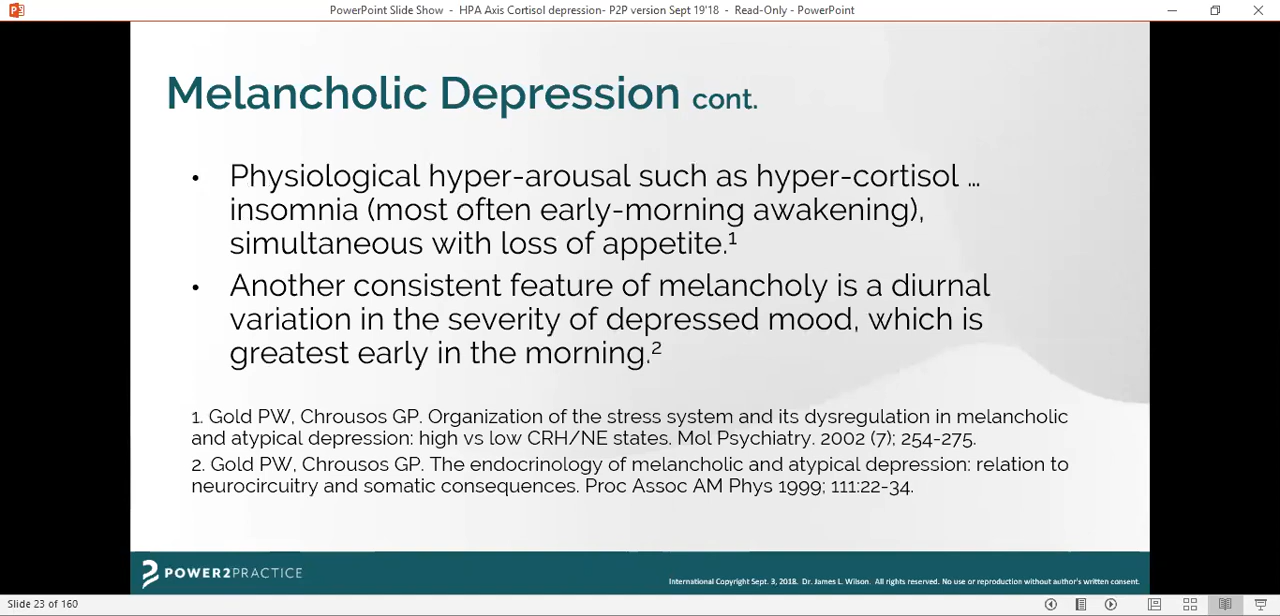 PowerPoint Slide Show - HPA Axis Cortisol depression- P2P version Sept 19'18 - Read-Only - PowerPoint
Melancholic Depression cont.
• Physiological hyper-arousal such as hyper-cortisol ...
insomnia (most often early-morning awakening),
simultaneous with loss of appetite.¹
• Another consistent feature of melancholy is a diurnal
variation in the severity of depressed mood, which is
greatest early in the morning.²
1. Gold PW, Chrousos GP. Organization of the stress system and its dysregulation in melancholic
and atypical depression: high vs low CRH/NE states. Mol Psychiatry. 2002 (7); 254-275.
2. Gold PW, Chrousos GP. The endocrinology of melancholic and atypical depression: relation to
neurocircuitry and somatic consequences. Proc Assoc AM Phys 1999; 111:22-34.
POWER2PRACTICE
International Copyright Sept. 3, 2018. Dr. James L. Wilson. All rights reserved. No use or reproduction without author's written consent.
Slide 23 of 160